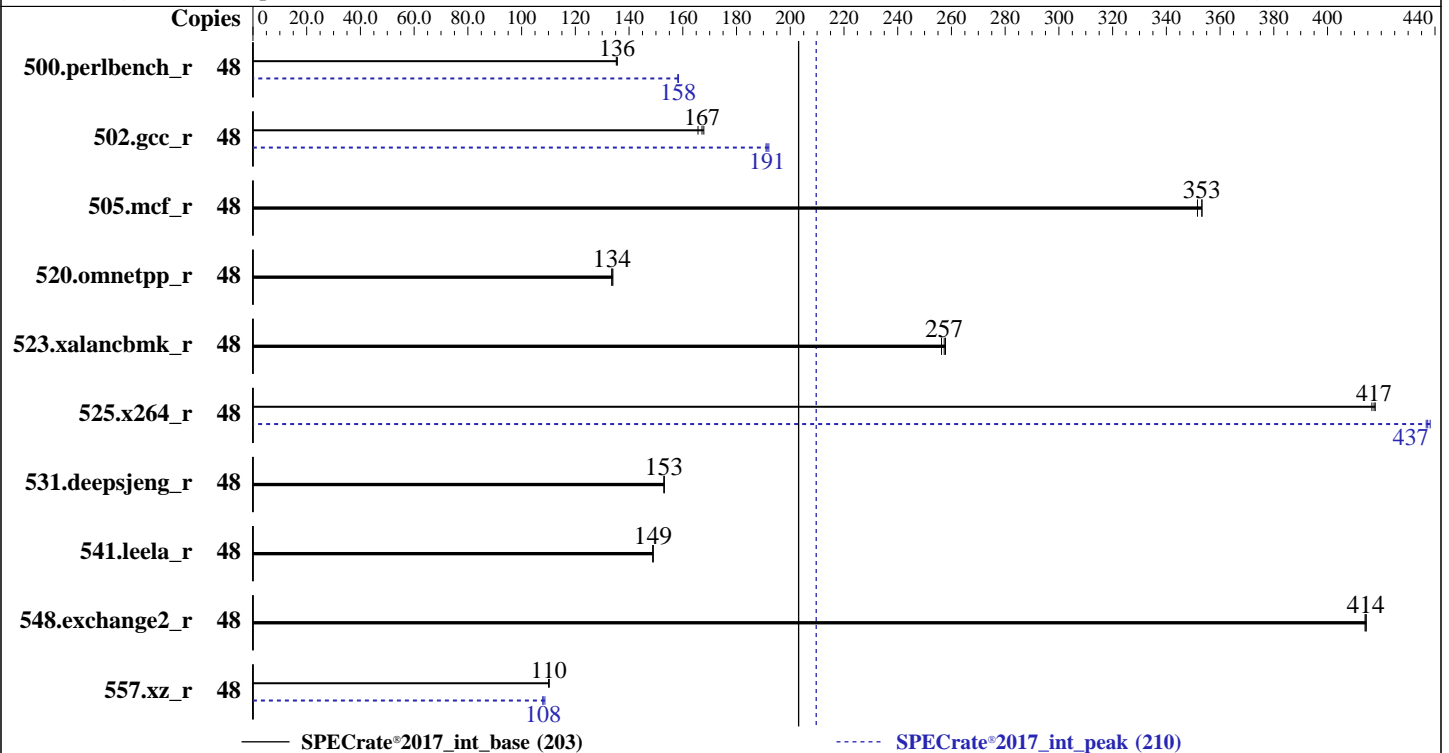 Copies 0 20.0 40.0 60.0 80.0 100 120 140 160 180 200 220 240 260 280 300 320 340 360 380 400 440
136
500.perlbench_r 48
158
167
502.gcc_r 48
191
353
505.mcf_r 48
134
520.omnetpp_r 48
257
523.xalancbmk_r 48
417
525.x264_r 48
437
153
531.deepsjeng_r 48
149
541.leela_r 48
414
548.exchange2_r 48
110
557.xz_r 48
108
SPECrate®2017_int_base (203) SPECrate®2017_int_peak (210)